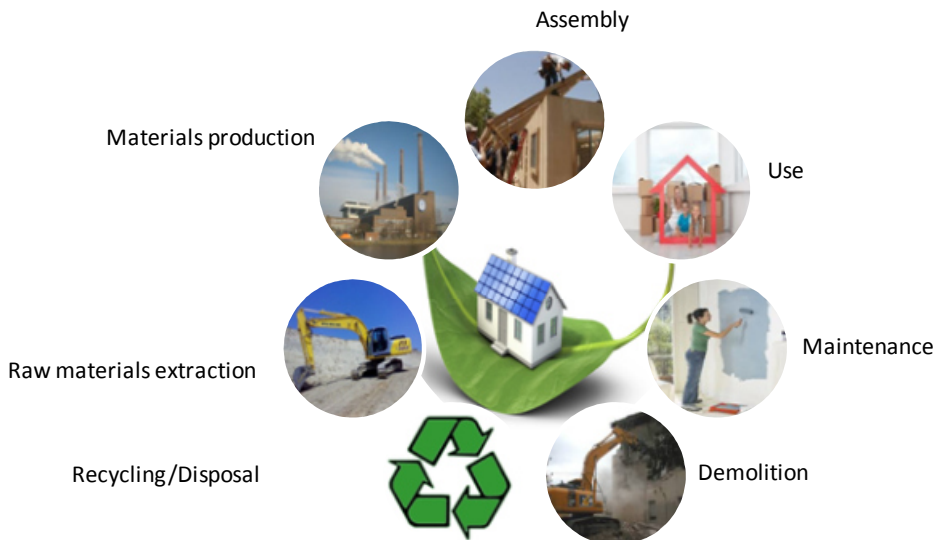 Assembly
Materials production
Use
Maintenance
Raw materials extraction
Recycling/Disposal
Demolition